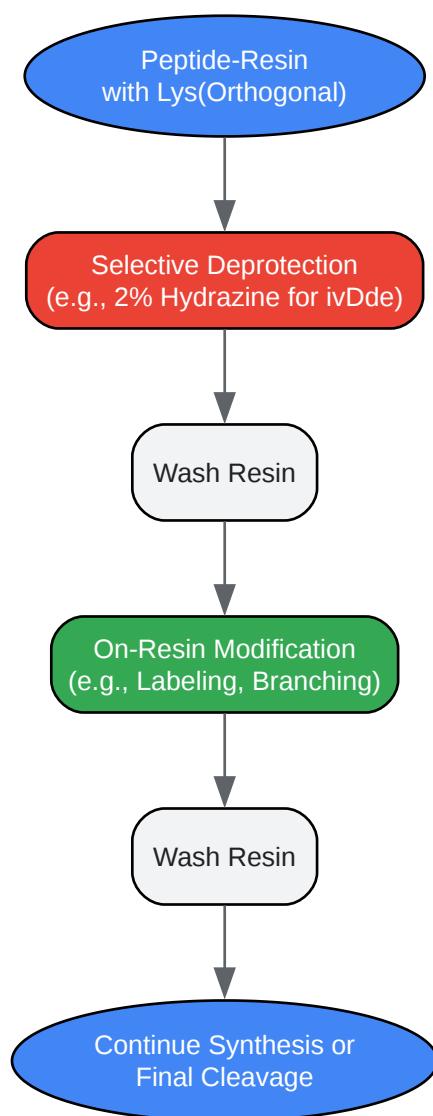 Peptide-Resin
with Lys(Orthogonal)
Selective Deprotection
(e.g., 2% Hydrazine for ivDde)
Wash Resin
On-Resin Modification
(e.g., Labeling, Branching)
Wash Resin
Continue Synthesis or
Final Cleavage